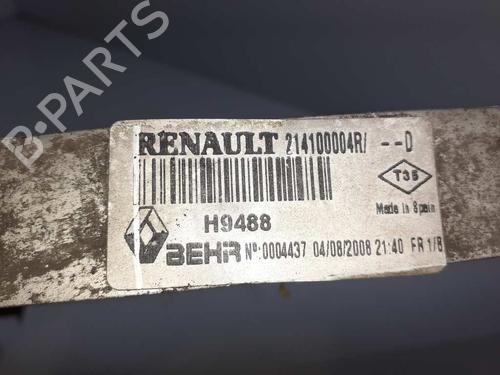 B-PARTS
RENAULT 214100004R/ --D
T35
H9488 Made in Spain
BEHR Nº:0004437 04/08/2008 21:40 FR 1/B